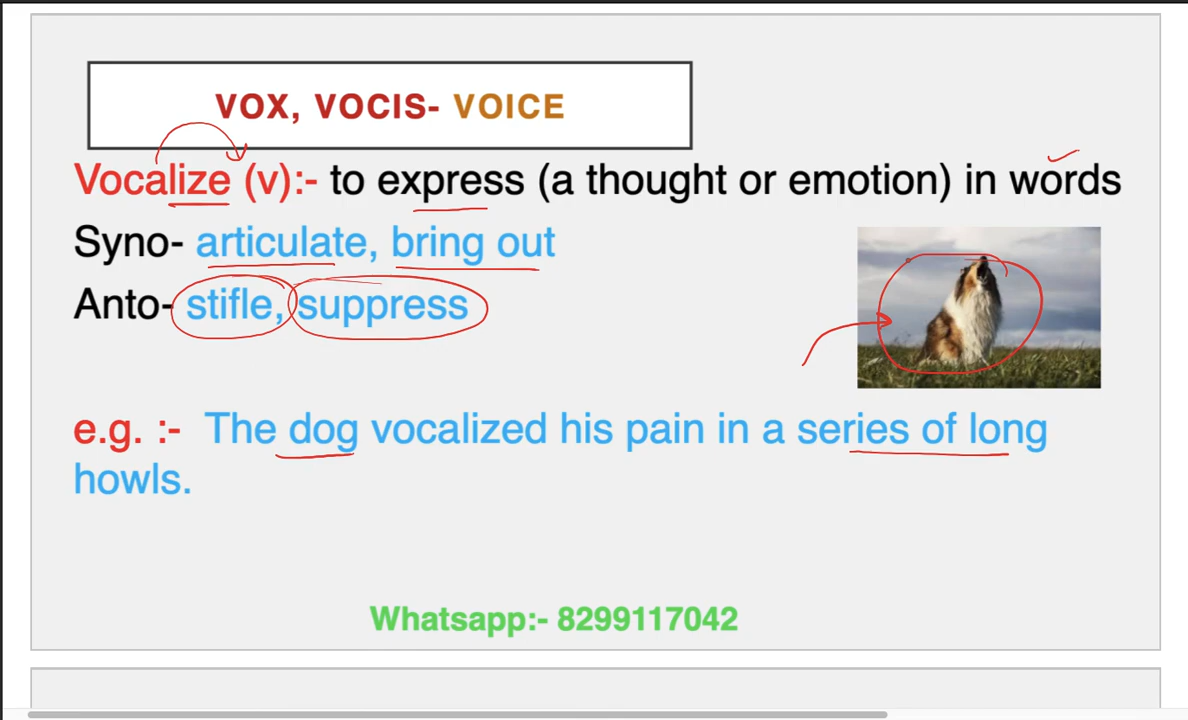 VOX, VOCIS- VOICE
Vocalize (v):- to express (a thought or emotion) in words
Syno- articulate, bring out
Anto- stifle, suppress
e.g. :- The dog vocalized his pain in a series of long
howls.
Whatsapp:- 8299117042